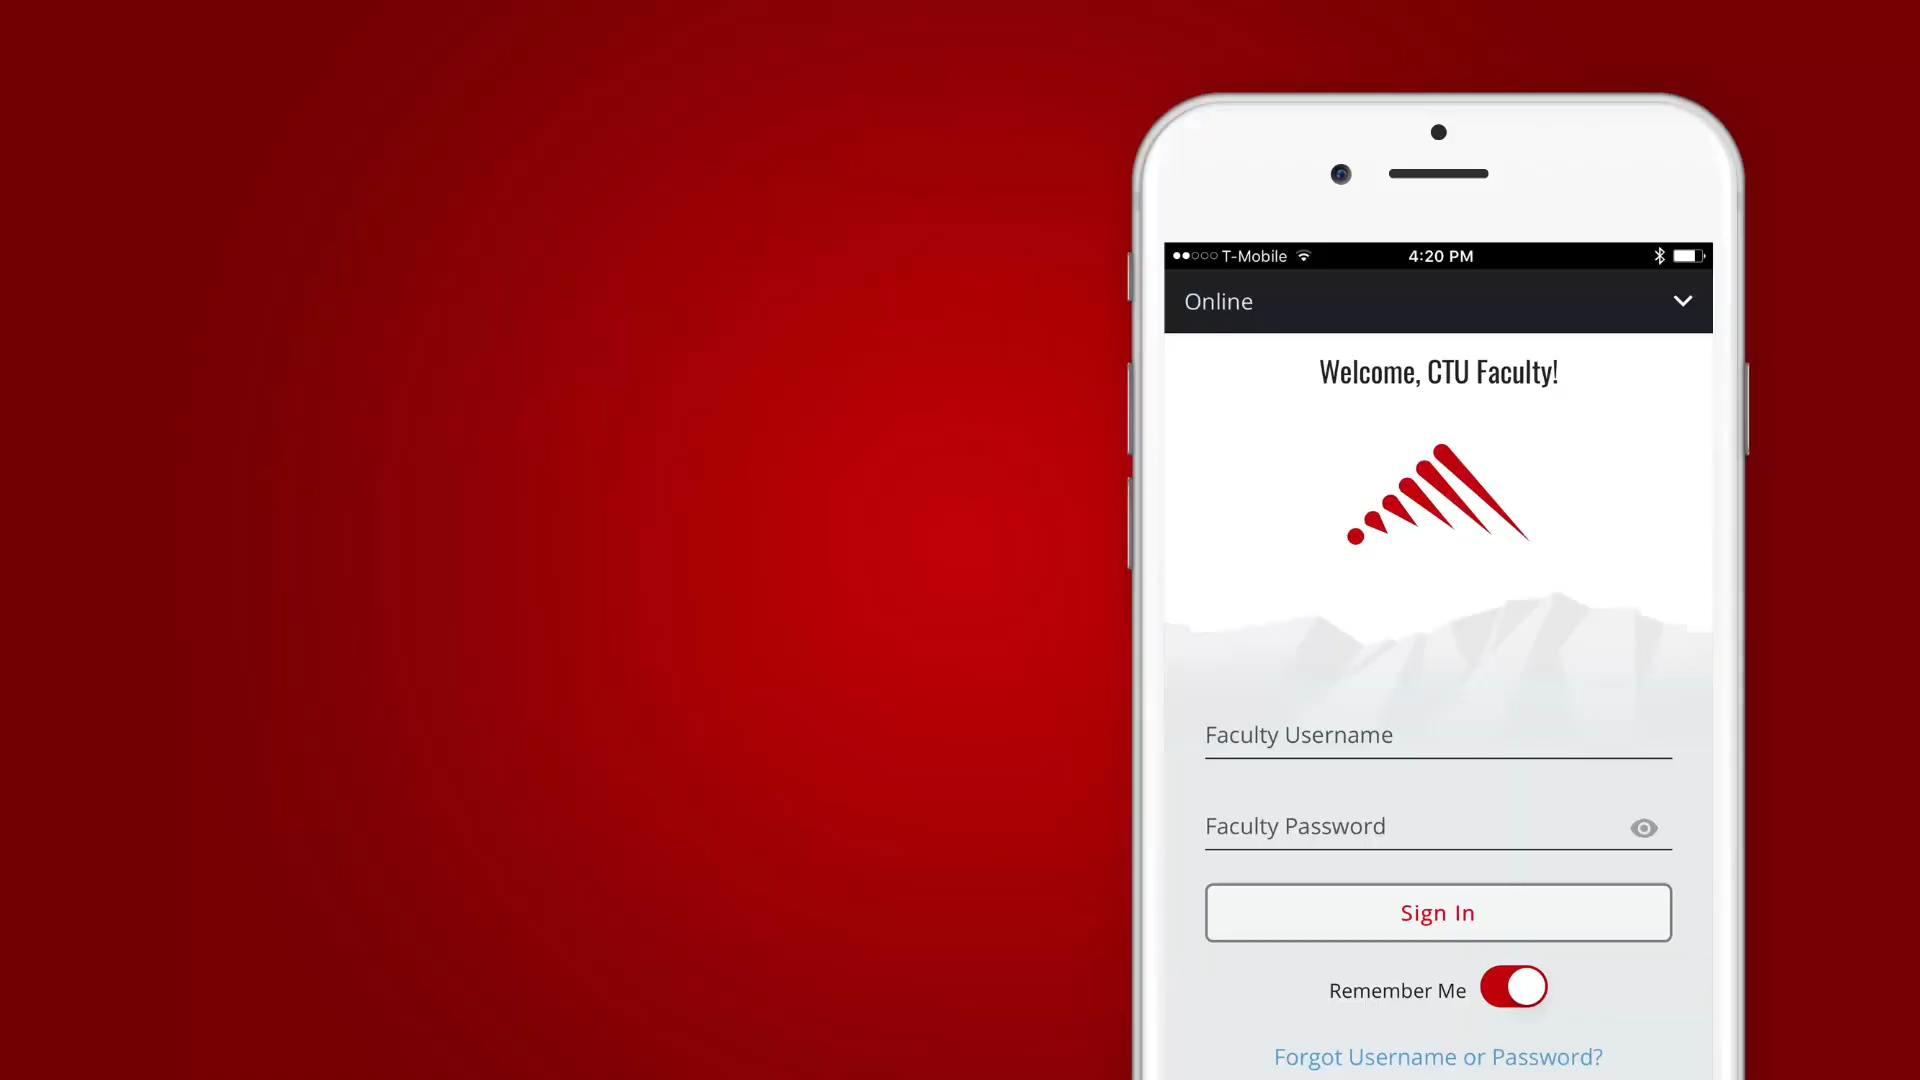 T-Mobile 4:20 PM
Online
Welcome, CTU Faculty!
Faculty Username
Faculty Password
Sign In
Remember Me
Forgot Username or Password?